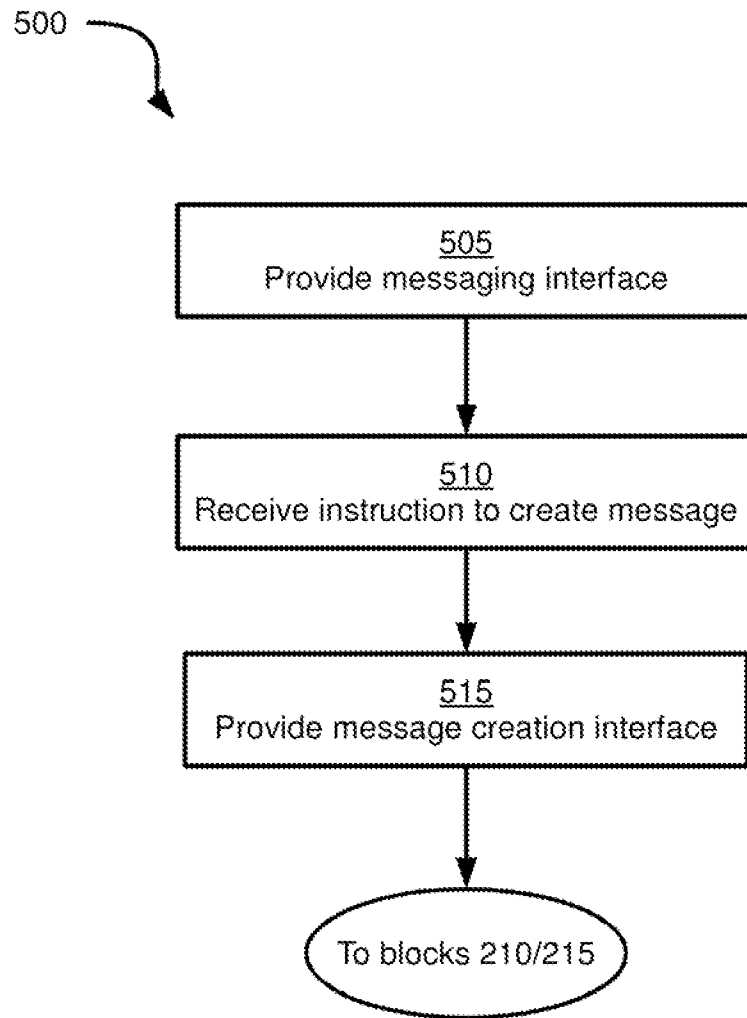 500
505
Provide messaging interface
510
Receive instruction to create message
515
Provide message creation interface
To blocks 210/215